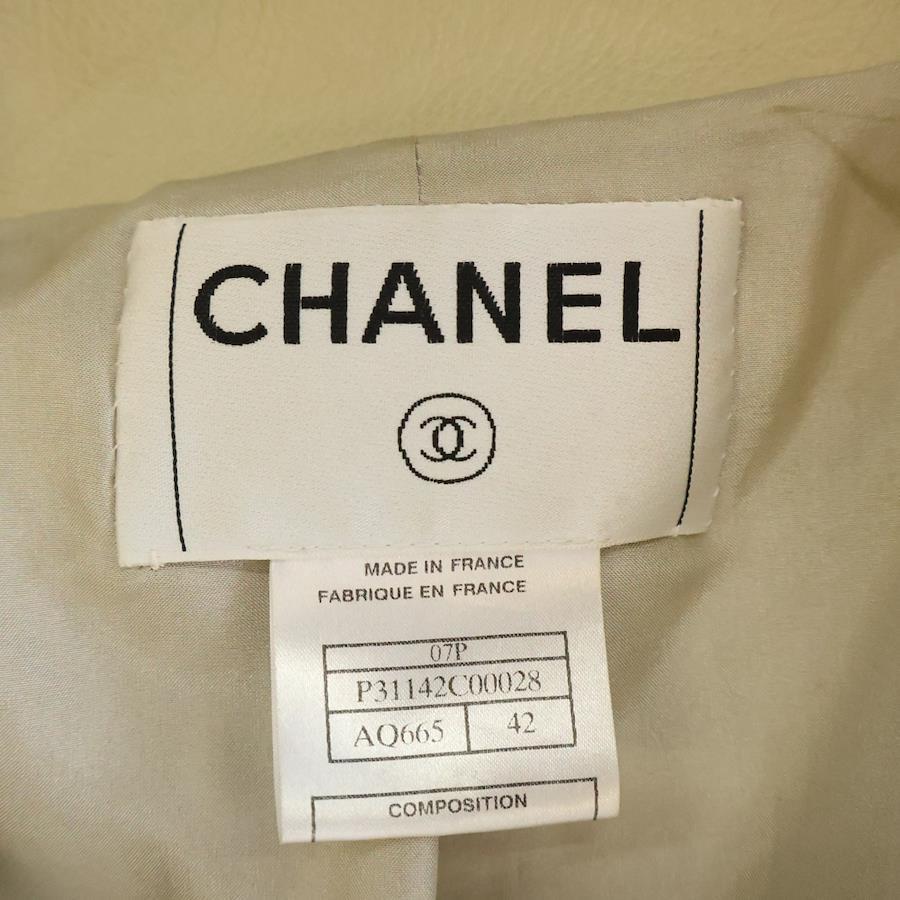 CHANEL
MADE IN FRANCE
FABRIQUE EN FRANCE
07P
P31142C00028
AQ665 42
COMPOSITION